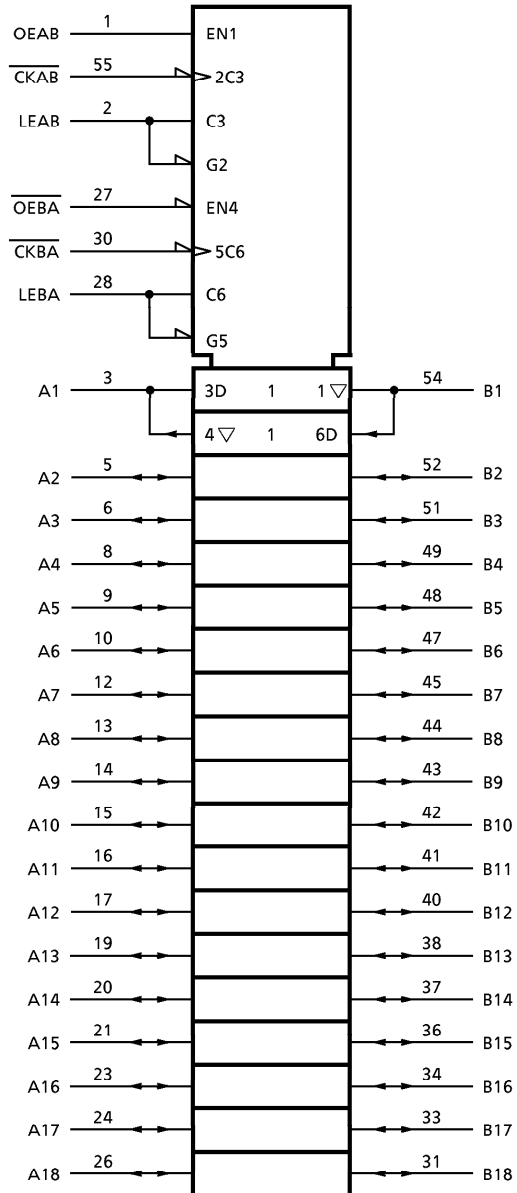 OEAB 1 EN1
CKAB 55 2C3
LEAB 2 C3
G2
OEBA 27 EN4
CKBA 30 5C6
LEBA 28 C6
G5
A1 3 3D 1 1 ▽ 54 B1
4 ▽ 1 6D
A2 5 52 B2
A3 6 51 B3
A4 8 49 B4
A5 9 48 B5
A6 10 47 B6
A7 12 45 B7
A8 13 44 B8
A9 14 43 B9
A10 15 42 B10
A11 16 41 B11
A12 17 40 B12
A13 19 38 B13
A14 20 37 B14
A15 21 36 B15
A16 23 34 B16
A17 24 33 B17
A18 26 31 B18